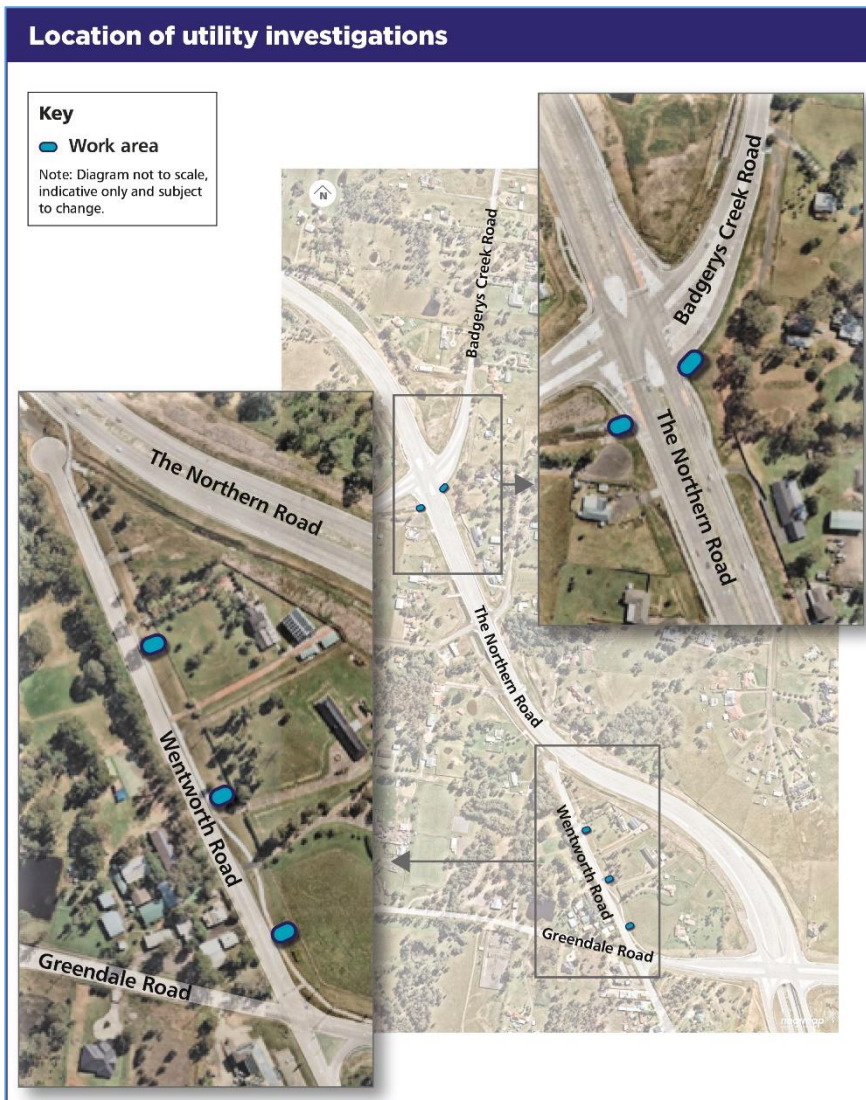 Location of utility investigations
Key
Work area
Note: Diagram not to scale,
indicative only and subject
to change.
N
Badgerys Creek Road
The Northern Road
Wentworth Road
Greendale Road
nearmap
Badgerys Creek Road
The Northern Road
The Northern Road
Wentworth Road
Greendale Road